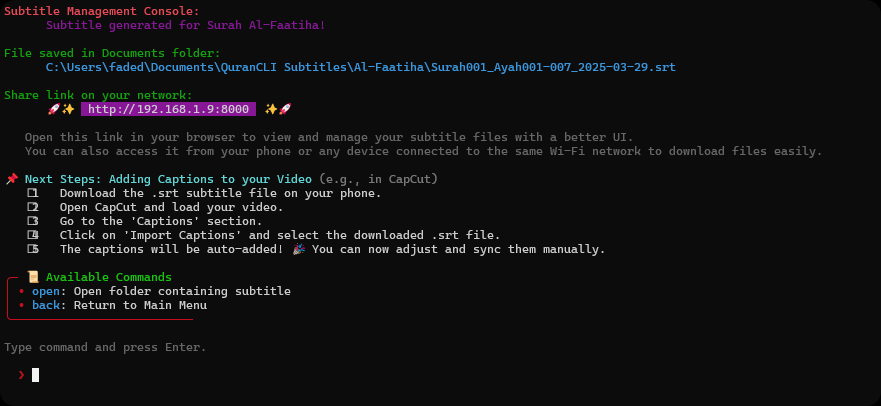 Subtitle Management Console:
Subtitle generated for Surah Al-Faatiha!
File saved in Documents folder:
C:\Users\faded\Documents\QuranCLI Subtitles\Al-Faatiha\Surah001_Ayah001-007_2025-03-29.srt
Share link on your network:
🚀✨ http://192.168.1.9:8000 ✨🚀
Open this link in your browser to view and manage your subtitle files with a better UI.
You can also access it from your phone or any device connected to the same Wi-Fi network to download files easily.
📌 Next Steps: Adding Captions to your Video (e.g., in CapCut)
1 Download the .srt subtitle file on your phone.
2 Open CapCut and load your video.
3 Go to the 'Captions' section.
4 Click on 'Import Captions' and select the downloaded .srt file.
5 The captions will be auto-added! 🎉 You can now adjust and sync them manually.
📜 Available Commands
• open: Open folder containing subtitle
• back: Return to Main Menu
Type command and press Enter.
❯